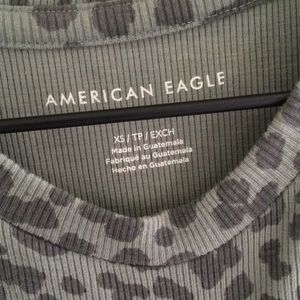 AMERICAN EAGLE
XS / TP / EXCH
Made in Guatemala
Fabriqué au Guatemala
Hecho en Guatemala